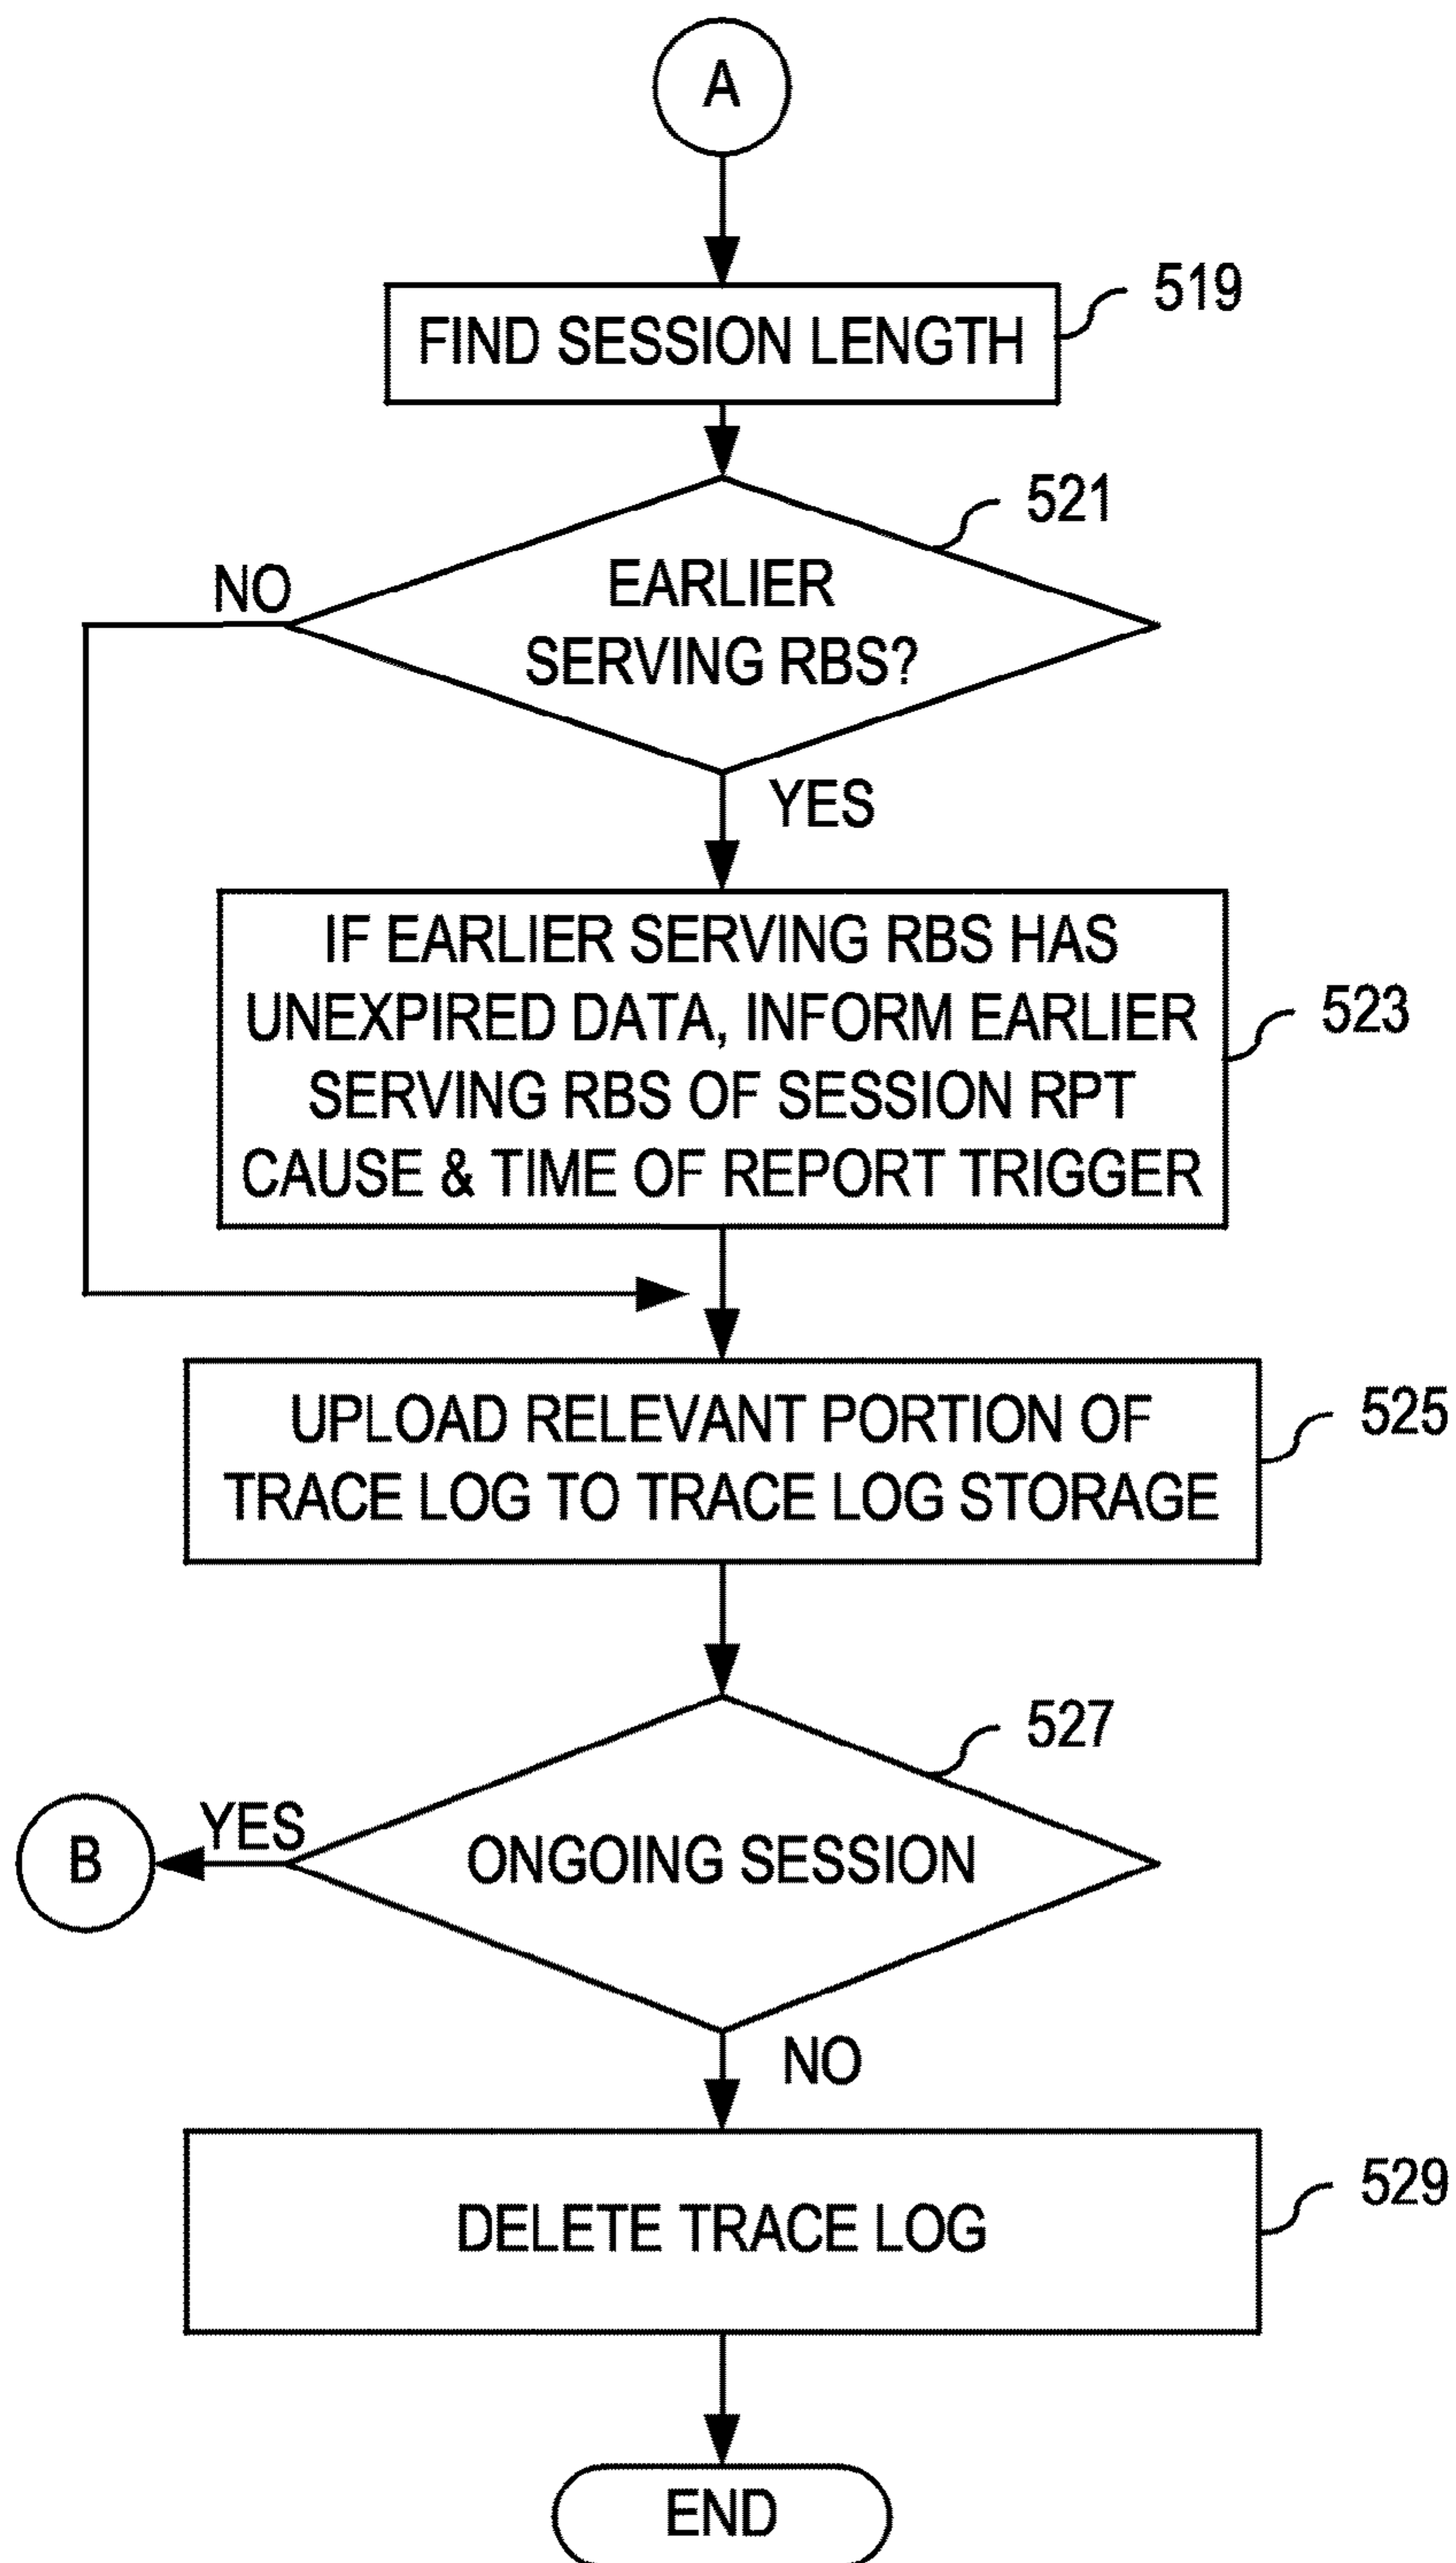 A
FIND SESSION LENGTH
519
521
EARLIER
SERVING RBS?
NO
YES
IF EARLIER SERVING RBS HAS
UNEXPIRED DATA, INFORM EARLIER
SERVING RBS OF SESSION RPT
CAUSE & TIME OF REPORT TRIGGER
523
UPLOAD RELEVANT PORTION OF
TRACE LOG TO TRACE LOG STORAGE
525
527
ONGOING SESSION
YES
B
NO
DELETE TRACE LOG
529
END